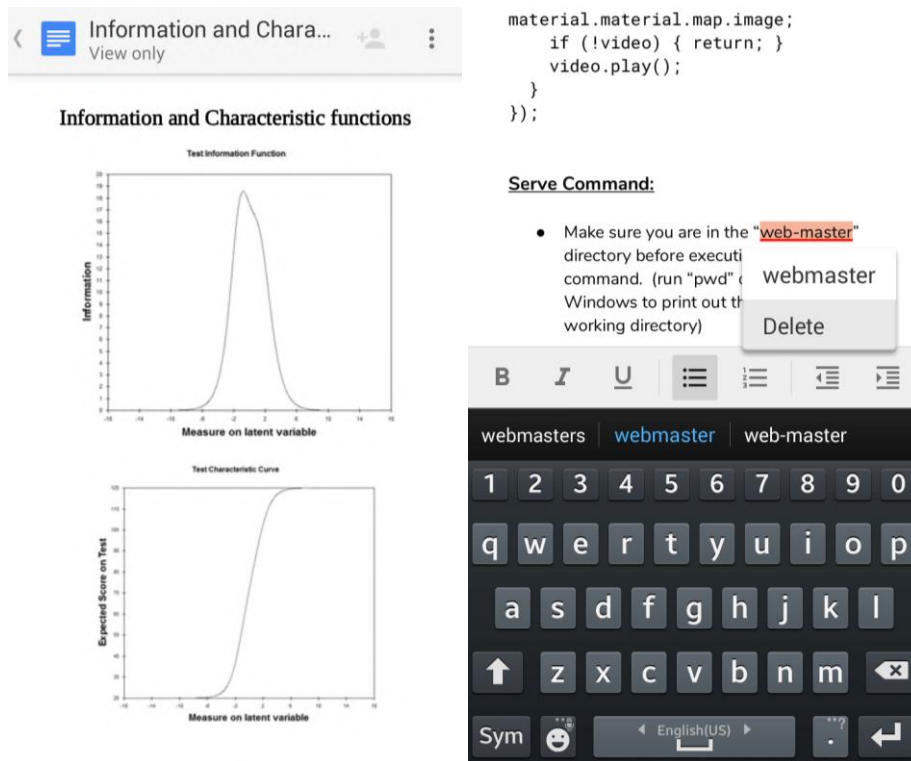 Information and Chara...
View only
Information and Characteristic functions
Test Information Function
Information
Measure on latent variable
Test Characteristic Curve
Expected Score on Test
Measure on latent variable
material.material.map.image;
if (!video) { return; }
video.play();
}
});
Serve Command:
● Make sure you are in the “web-master”
directory before executi
command. (run “pwd”
Windows to print out th
working directory)
webmaster
Delete
B I U
webmasters webmaster web-master
1 2 3 4 5 6 7 8 9 0
q w e r t y u i o p
a s d f g h j k l
z x c v b n m
Sym English(US) . ...?